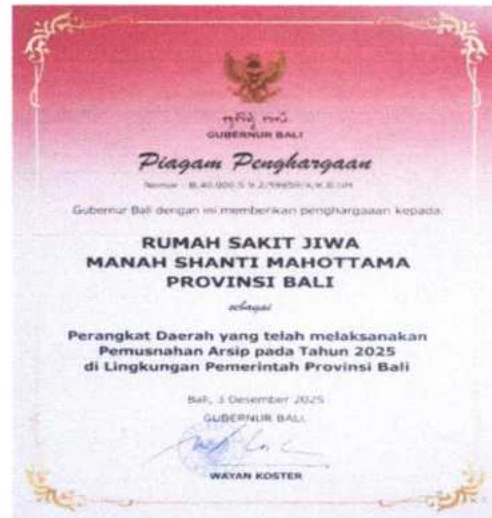 GUBERNUR BALI
Piagam Penghargaan
Nomor :
Gubernur Bali dengan ini memberikan penghargaaan kepada:
RUMAH SAKIT JIWA
MANAH SHANTI MAHOTTAMA
PROVINSI BALI
sebagai
Perangkat Daerah yang telah melaksanakan
Pemusnahan Arsip pada Tahun 2025
di Lingkungan Pemerintah Provinsi Bali
Bali, 3 Desember 2025
GUBERNUR BALI,
WAYAN KOSTER